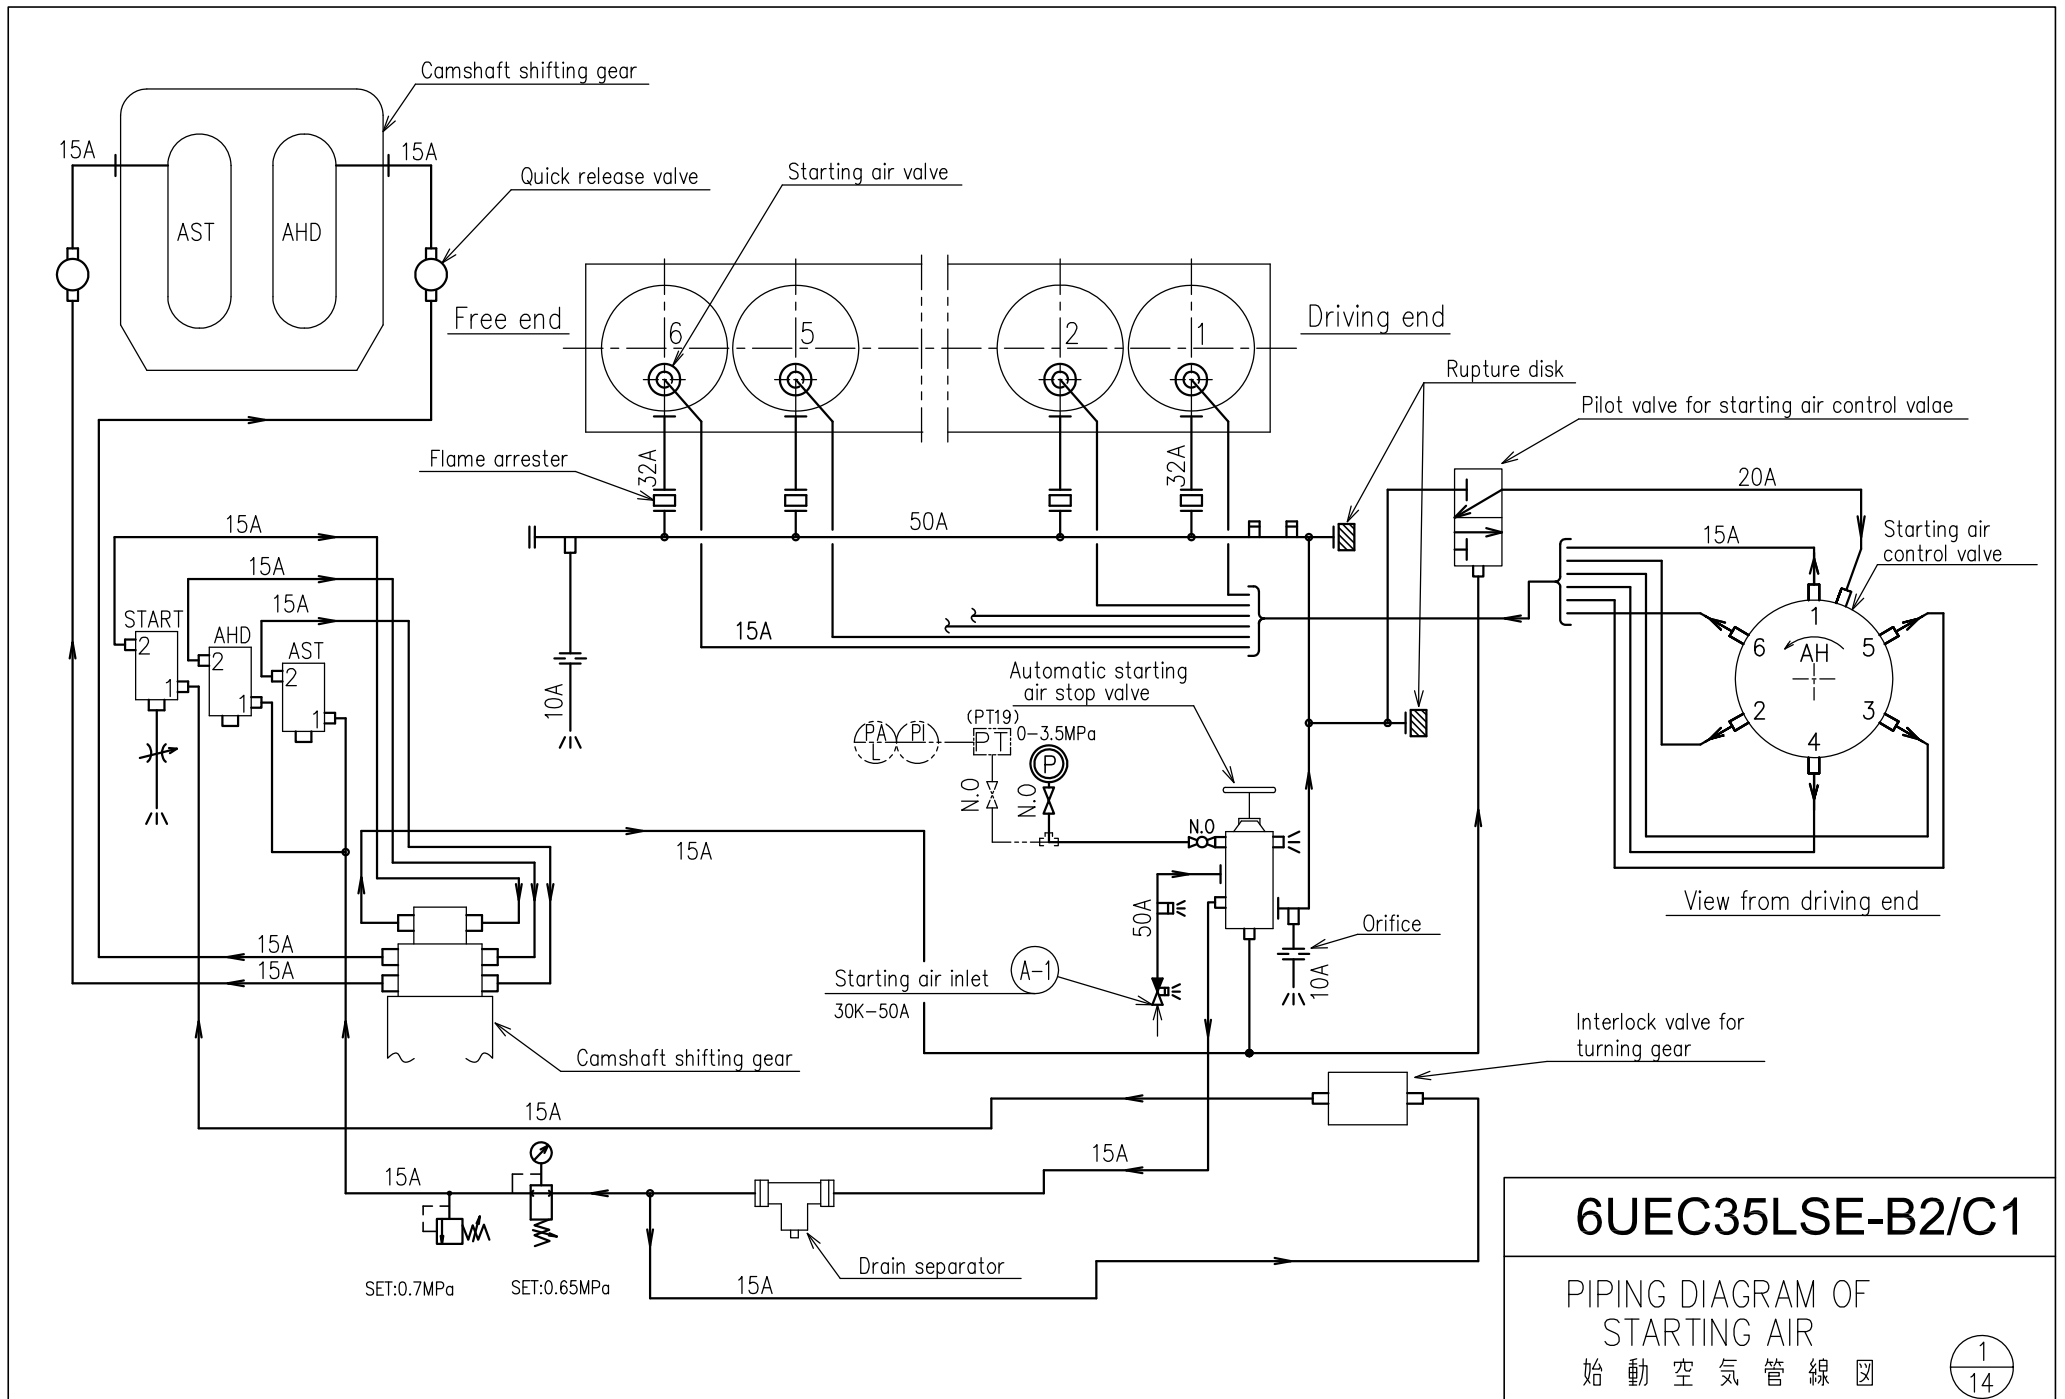 Camshaft shifting gear
15A
15A
Quick release valve
Starting air valve
AST
AHD
Free end
6
5
2
1
Driving end
Rupture disk
Pilot valve for starting air control valae
Flame arrester
32A
32A
20A
15A
50A
15A
Starting air
control valve
15A
15A
START
AHD
AST
2
1
2
1
2
1
15A
10A
Automatic starting
air stop valve
1
6
5
AH
2
3
4
(PT19)
0-3.5MPa
PA
L
PI
PT
P
N.O
N.O
N.O
15A
View from driving end
50A
Orifice
10A
15A
15A
Starting air inlet
30K-50A
A-1
Interlock valve for
turning gear
Camshaft shifting gear
15A
15A
15A
Drain separator
15A
SET:0.7MPa
SET:0.65MPa
6UEC35LSE-B2/C1
PIPING DIAGRAM OF
STARTING AIR
始動空気管線図
1
14